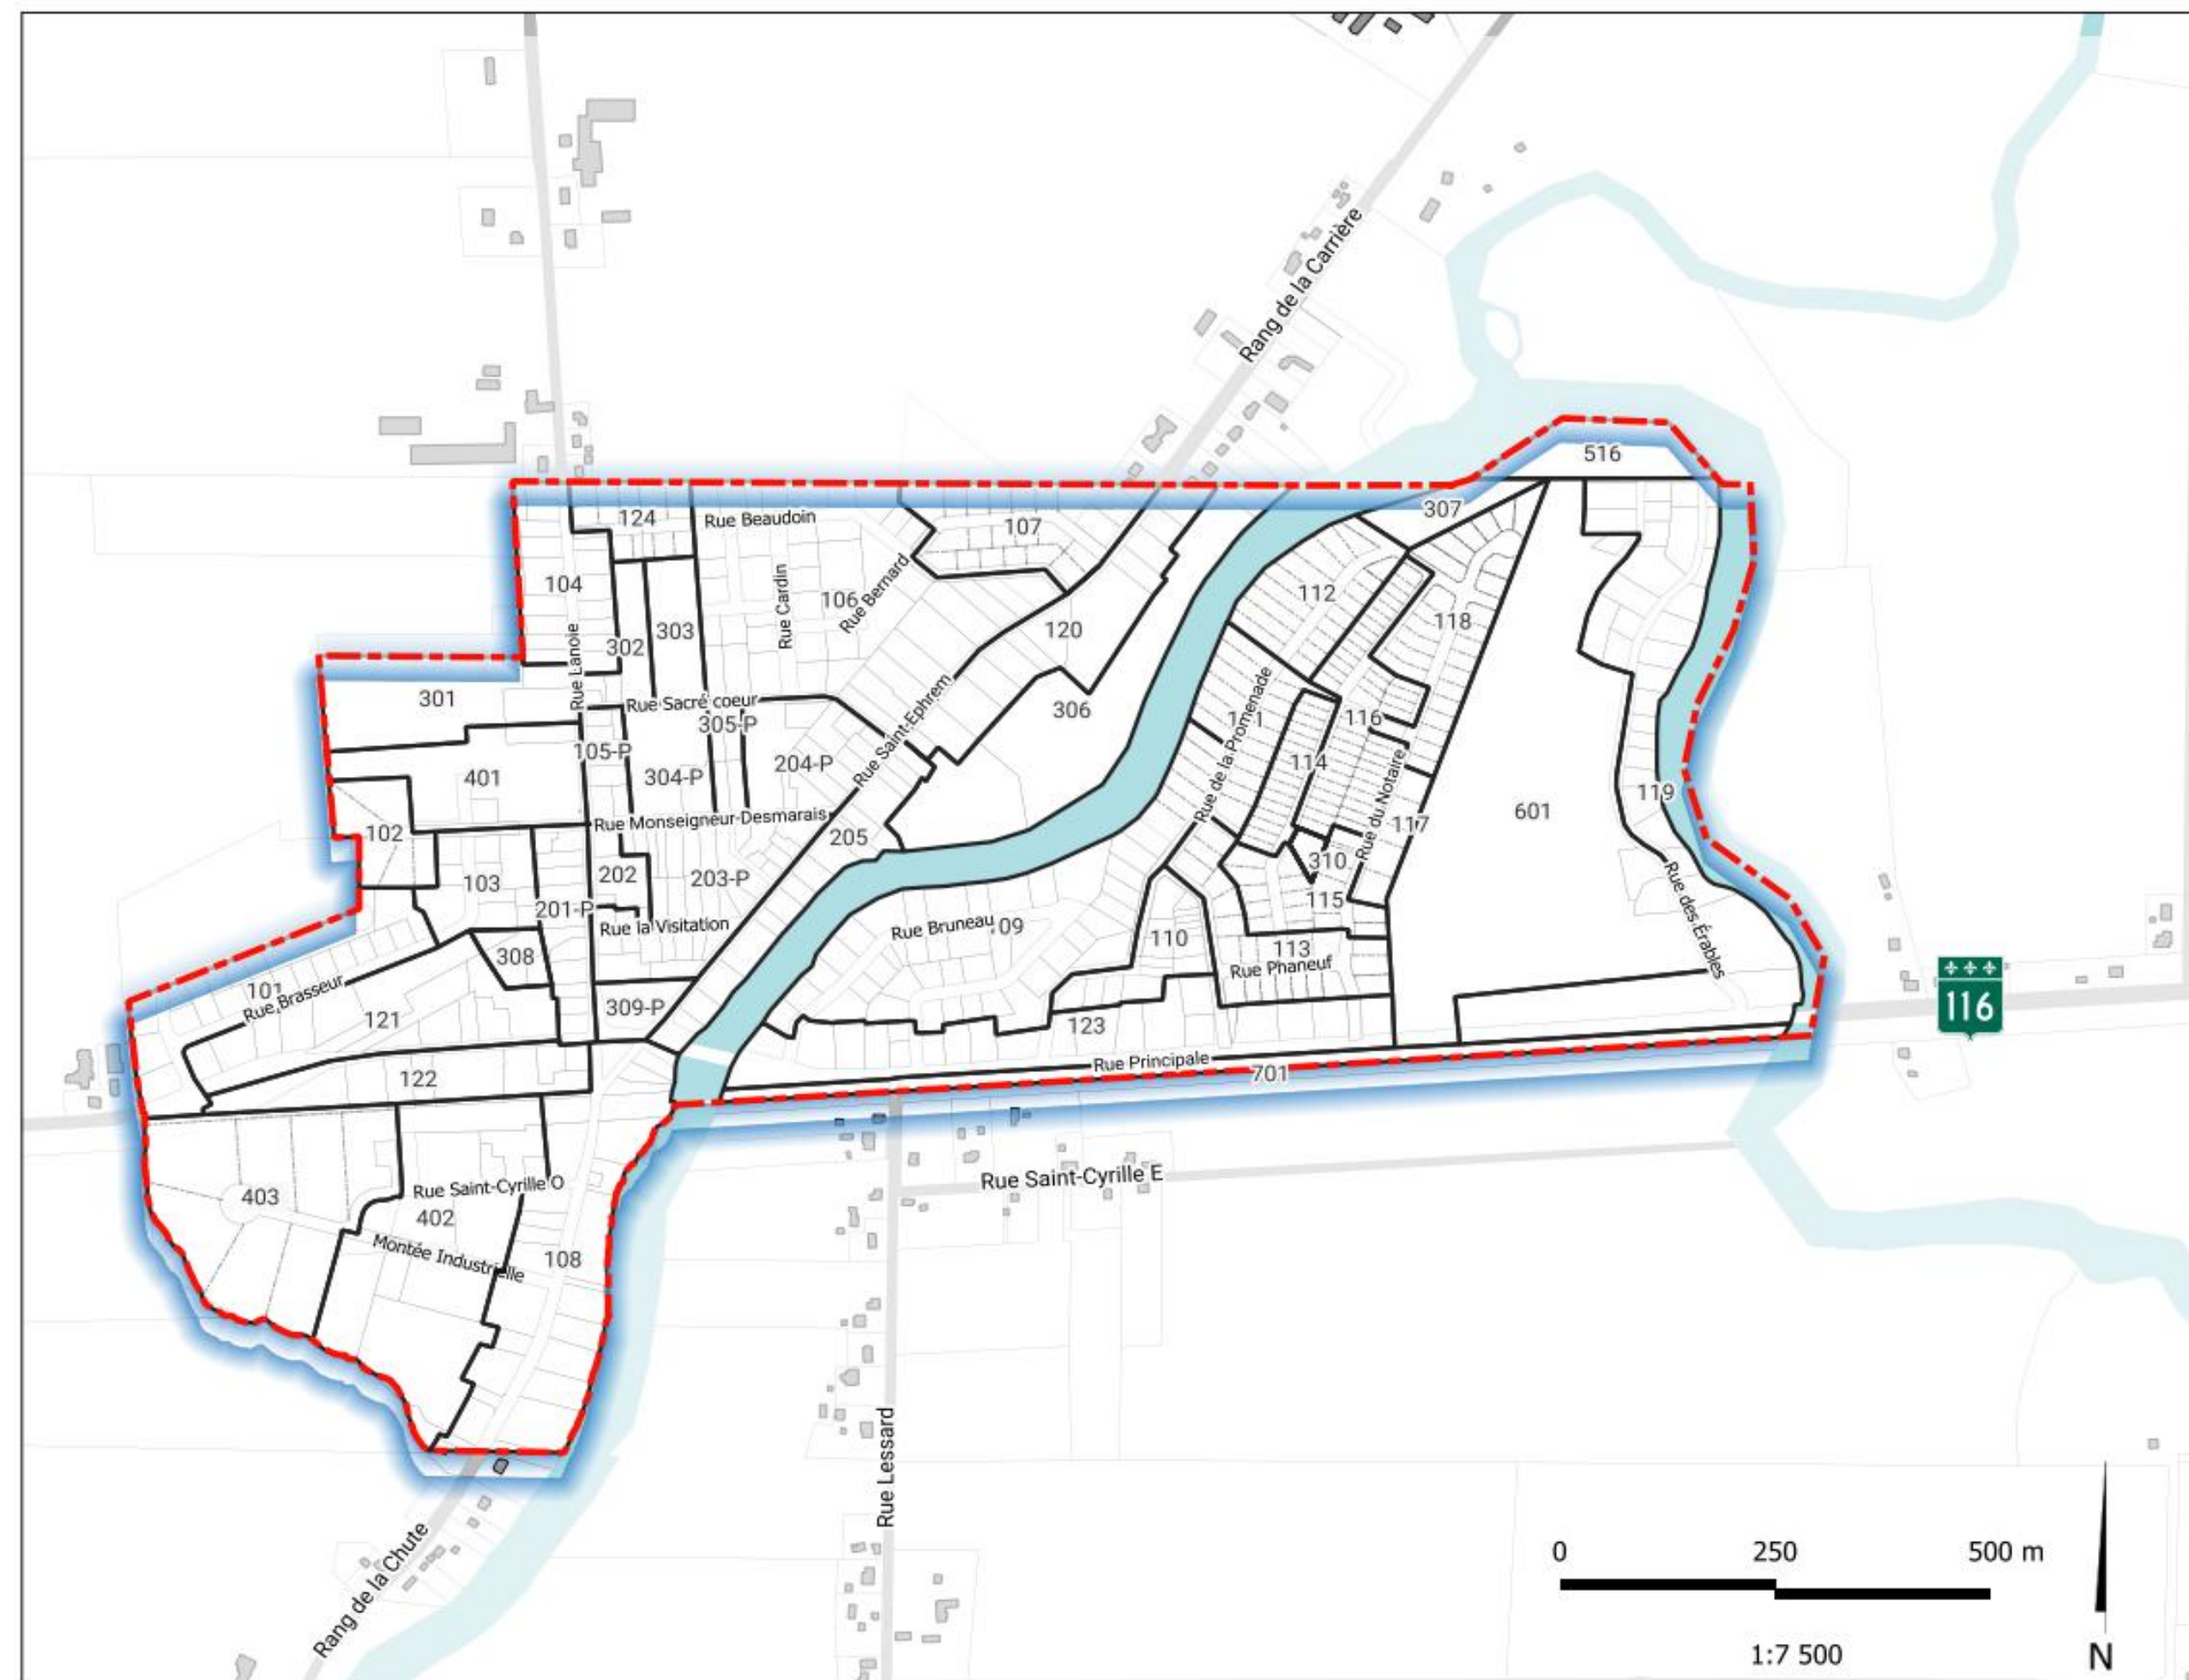 Rang de la Carrière
516
307
124
Rue Beaudoin
107
104
Rue Cardin
106
Rue Bernard
112
118
120
303
302
Rue Lanoie
301
Rue Sacré coeur
305-P
306
116
105-P
304-P
204-P
Rue Saint-Ephrem
Rue de la Promenade
114
401
Rue du Notaire
601
119
Rue Monseigneur-Desmarais
117
102
205
310
103
202
203-P
115
201-P
Rue la Visitation
Rue Bruneau
110
113
Rue Phaneuf
Rue des Érables
308
Rue Brasseur
121
309-P
123
116
Rue Principale
701
122
Rue Saint-Cyrille E
Rue Saint-Cyrille O
403
402
Montée Industrielle
108
Rue Lessard
Rang de la Chute
0 250 500 m
1:7 500
N